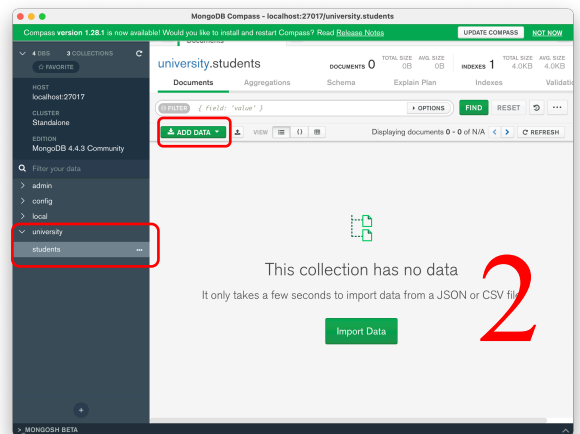 MongoDB Compass - localhost:27017/university.students
Compass version 1.28.1 is now available! Would you like to install and restart Compass? Read Release Notes
UPDATE COMPASS
NOT NOW
4 DBS 3 COLLECTIONS
FAVORITE
HOST
localhost:27017
CLUSTER
Standalone
EDITION
MongoDB 4.4.3 Community
Filter your data
admin
config
local
university
students
>_MONGOSH BETA
Documents
university.students
DOCUMENTS 0
TOTAL SIZE 0B
AVG. SIZE 0B
INDEXES 1
TOTAL SIZE 4.0KB
AVG. SIZE 4.0KB
Documents Aggregations Schema Explain Plan Indexes Validatio
FILTER { field: 'value' }
OPTIONS
FIND
RESET
ADD DATA
VIEW
Displaying documents 0 - 0 of N/A
REFRESH
This collection has no data
It only takes a few seconds to import data from a JSON or CSV file
Import Data
2